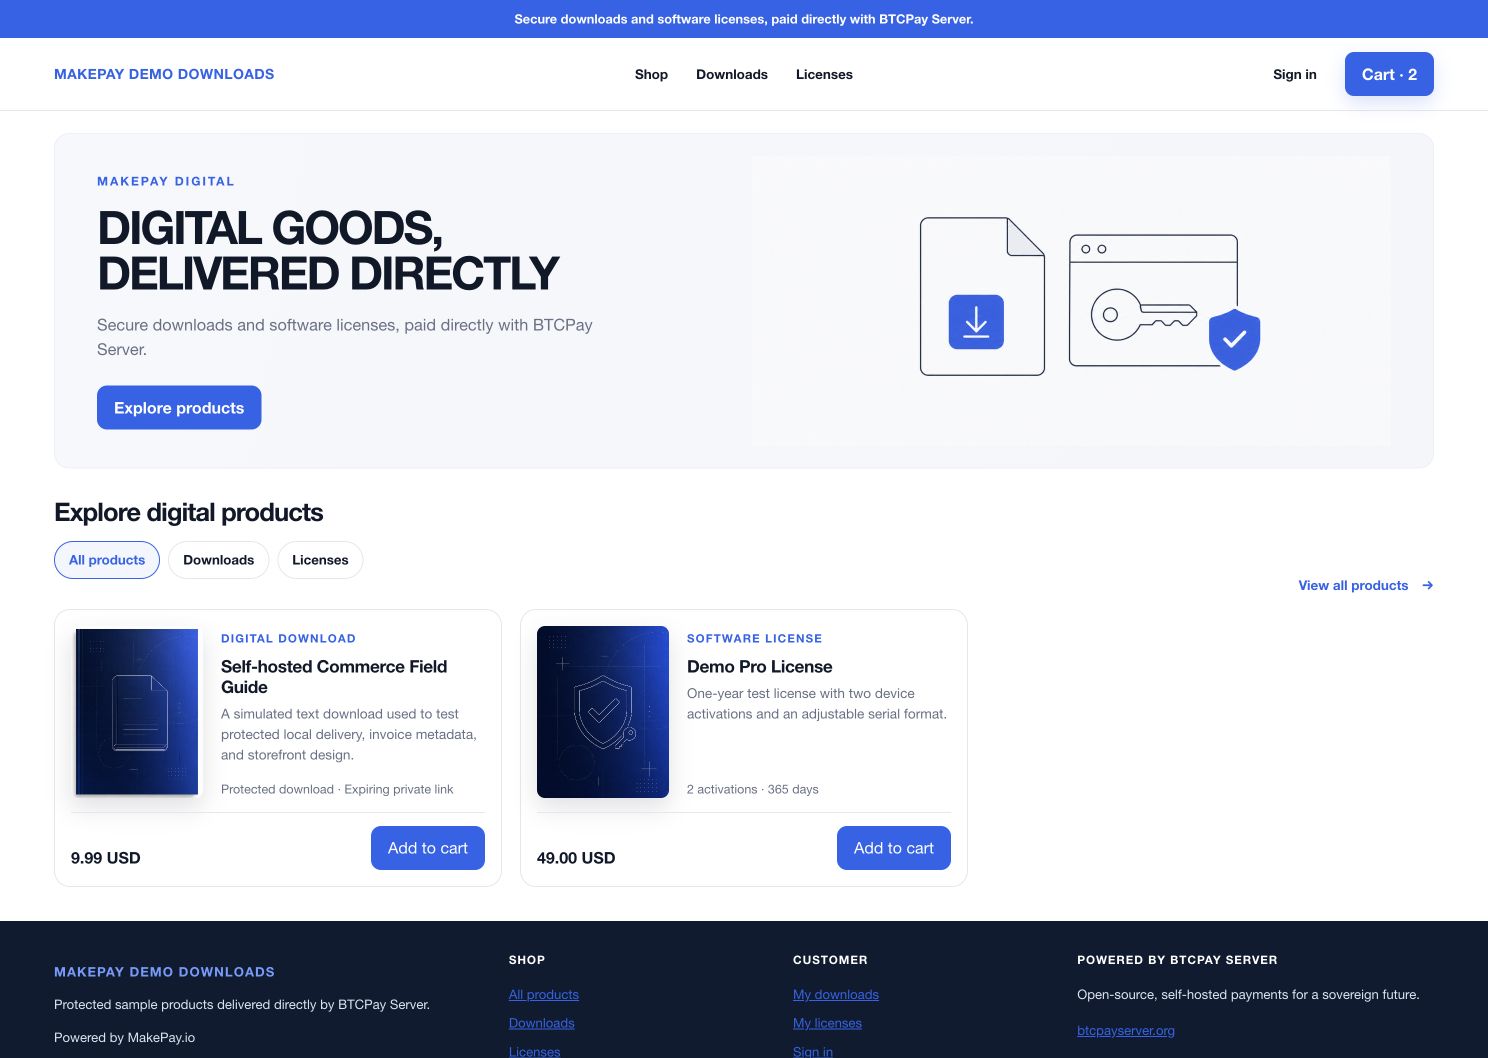 Secure downloads and software licenses, paid directly with BTCPay Server.
MAKEPAY DEMO DOWNLOADS
Shop
Downloads
Licenses
Sign in
Cart · 2
MAKEPAY DIGITAL
DIGITAL GOODS,
DELIVERED DIRECTLY
Secure downloads and software licenses, paid directly with BTCPay
Server.
Explore products
Explore digital products
All products
Downloads
Licenses
View all products →
DIGITAL DOWNLOAD
Self-hosted Commerce Field
Guide
A simulated text download used to test
protected local delivery, invoice metadata,
and storefront design.
Protected download · Expiring private link
9.99 USD
Add to cart
SOFTWARE LICENSE
Demo Pro License
One-year test license with two device
activations and an adjustable serial format.
2 activations · 365 days
49.00 USD
Add to cart
MAKEPAY DEMO DOWNLOADS
Protected sample products delivered directly by BTCPay Server.
Powered by MakePay.io
SHOP
All products
Downloads
Licenses
CUSTOMER
My downloads
My licenses
Sign in
POWERED BY BTCPAY SERVER
Open-source, self-hosted payments for a sovereign future.
btcpayserver.org